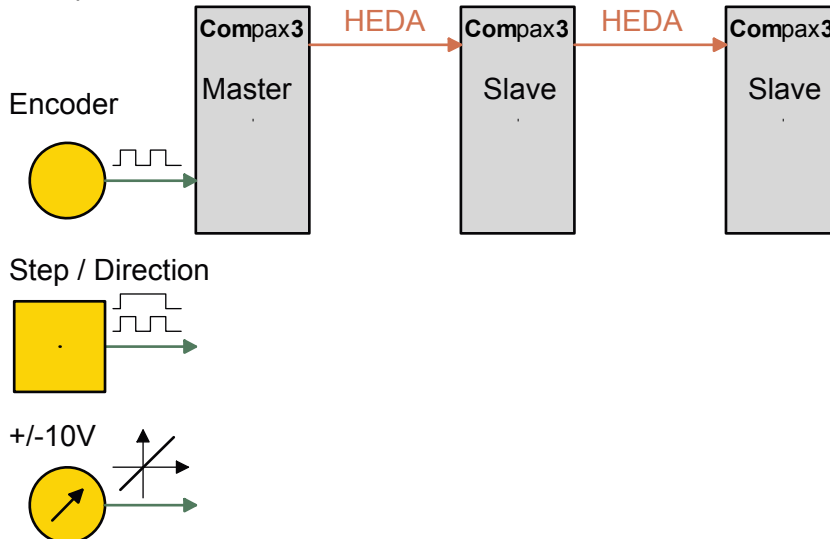 Compax3 HEDA Compax3 HEDA Compax3
Master Slave Slave
Encoder
Step / Direction
+/-10V